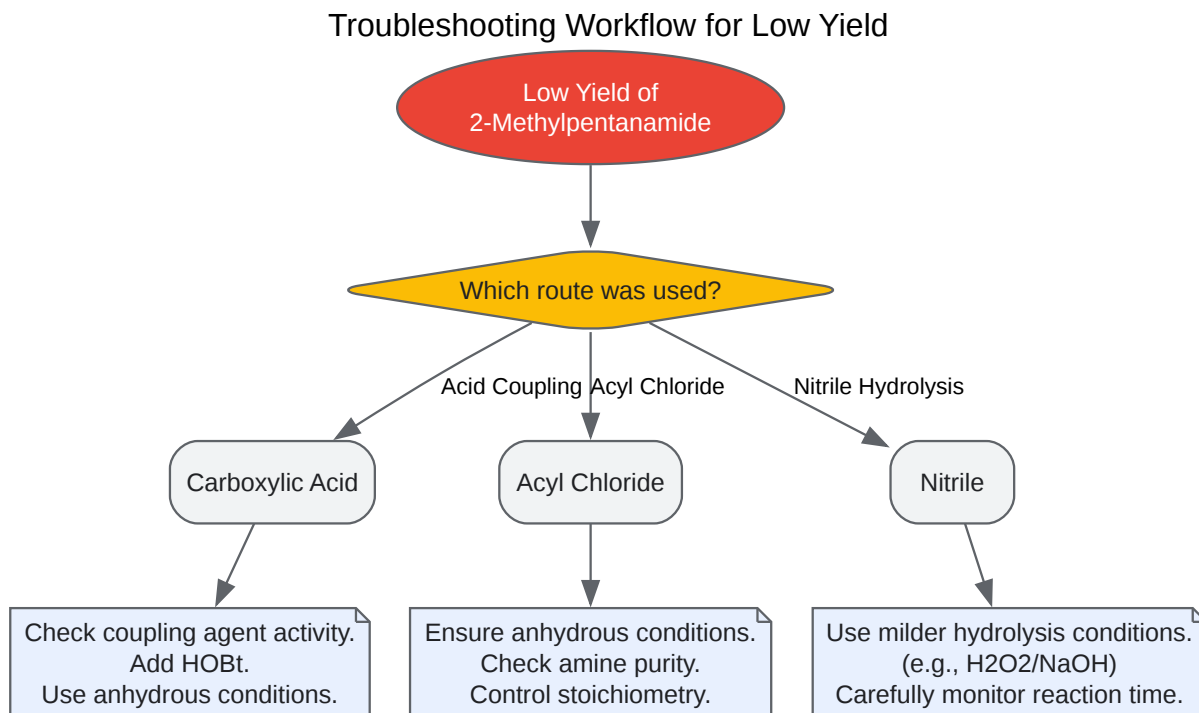 Troubleshooting Workflow for Low Yield
Low Yield of
2-Methylpentanamide
Which route was used?
Acid Coupling
Acyl Chloride
Nitrile Hydrolysis
Carboxylic Acid
Acyl Chloride
Nitrile
Check coupling agent activity.
Add HOBt.
Use anhydrous conditions.
Ensure anhydrous conditions.
Check amine purity.
Control stoichiometry.
Use milder hydrolysis conditions.
(e.g., H2O2/NaOH)
Carefully monitor reaction time.